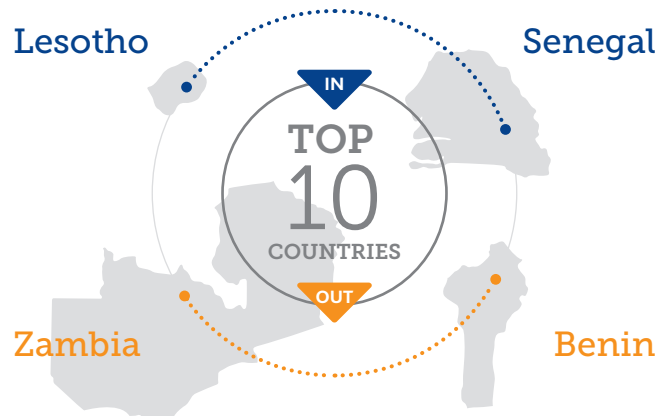 Lesotho
Senegal
IN
TOP
10
COUNTRIES
OUT
Zambia
Benin